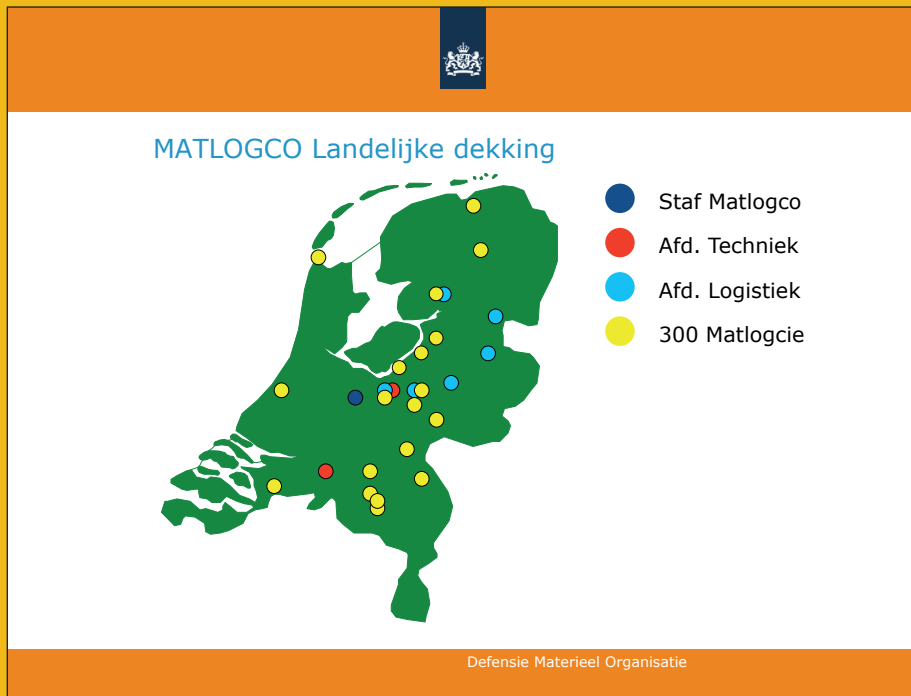 MATLOGCO Landelijke dekking
Staf Matlogco
Afd. Techniek
Afd. Logistiek
300 Matlogcie
Defensie Materieel Organisatie